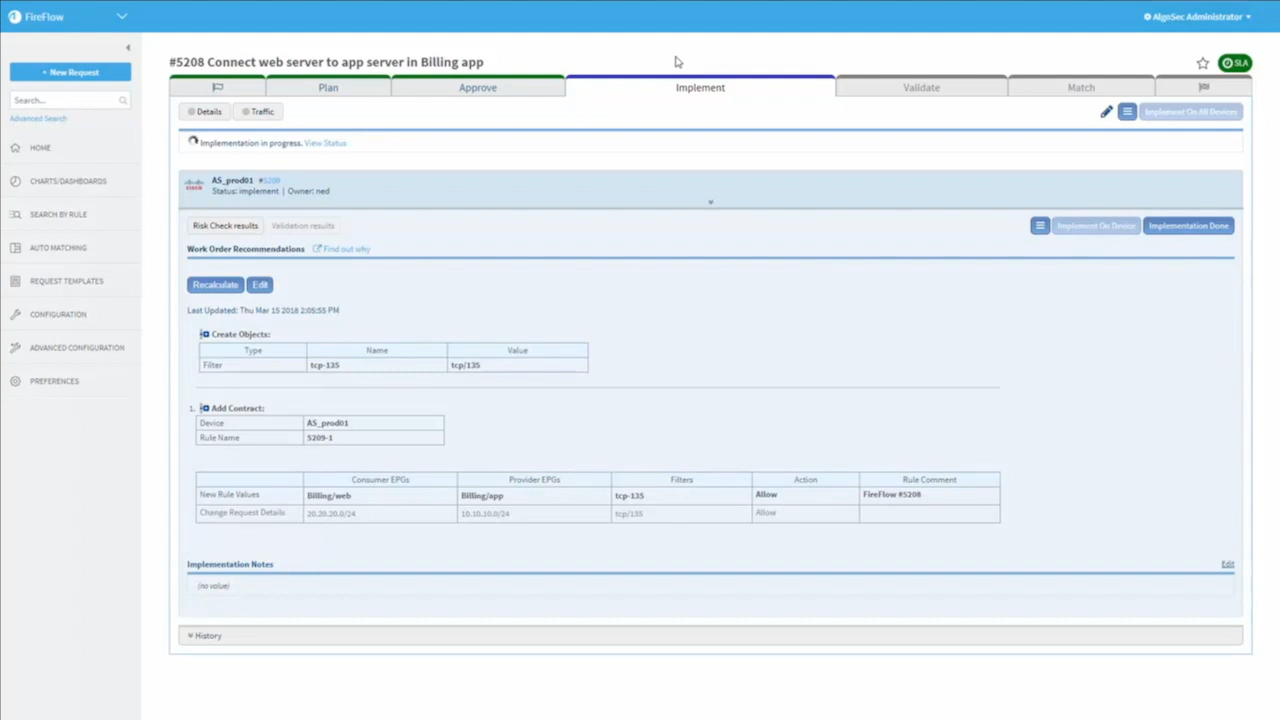 FireFlow
AlgoSec Administrator
+ New Request
Search...
Advanced Search
HOME
CHARTS/DASHBOARDS
SEARCH BY RULE
AUTO MATCHING
REQUEST TEMPLATES
CONFIGURATION
ADVANCED CONFIGURATION
PREFERENCES
#5208 Connect web server to app server in Billing app
SLA
Plan Approve Implement Validate Match
Details Traffic Implement On All Devices
Implementation in progress. View Status
CISCO
AS_prod01 #5209
Status: implement | Owner: ned
Risk Check results Validation results Implement On Device Implementation Done
Work Order Recommendations Find out why
Recalculate Edit
Last Updated: Thu Mar 15 2018 2:05:55 PM
Create Objects:
Type Name Value
Filter tcp-135 tcp/135
1. Add Contract:
Device AS_prod01
Rule Name 5209-1
Consumer EPGs Provider EPGs Filters Action Rule Comment
New Rule Values Billing/web Billing/app tcp-135 Allow FireFlow #5208
Change Request Details 20.20.20.0/24 10.10.10.0/24 tcp/135 Allow
Implementation Notes Edit
(no value)
History